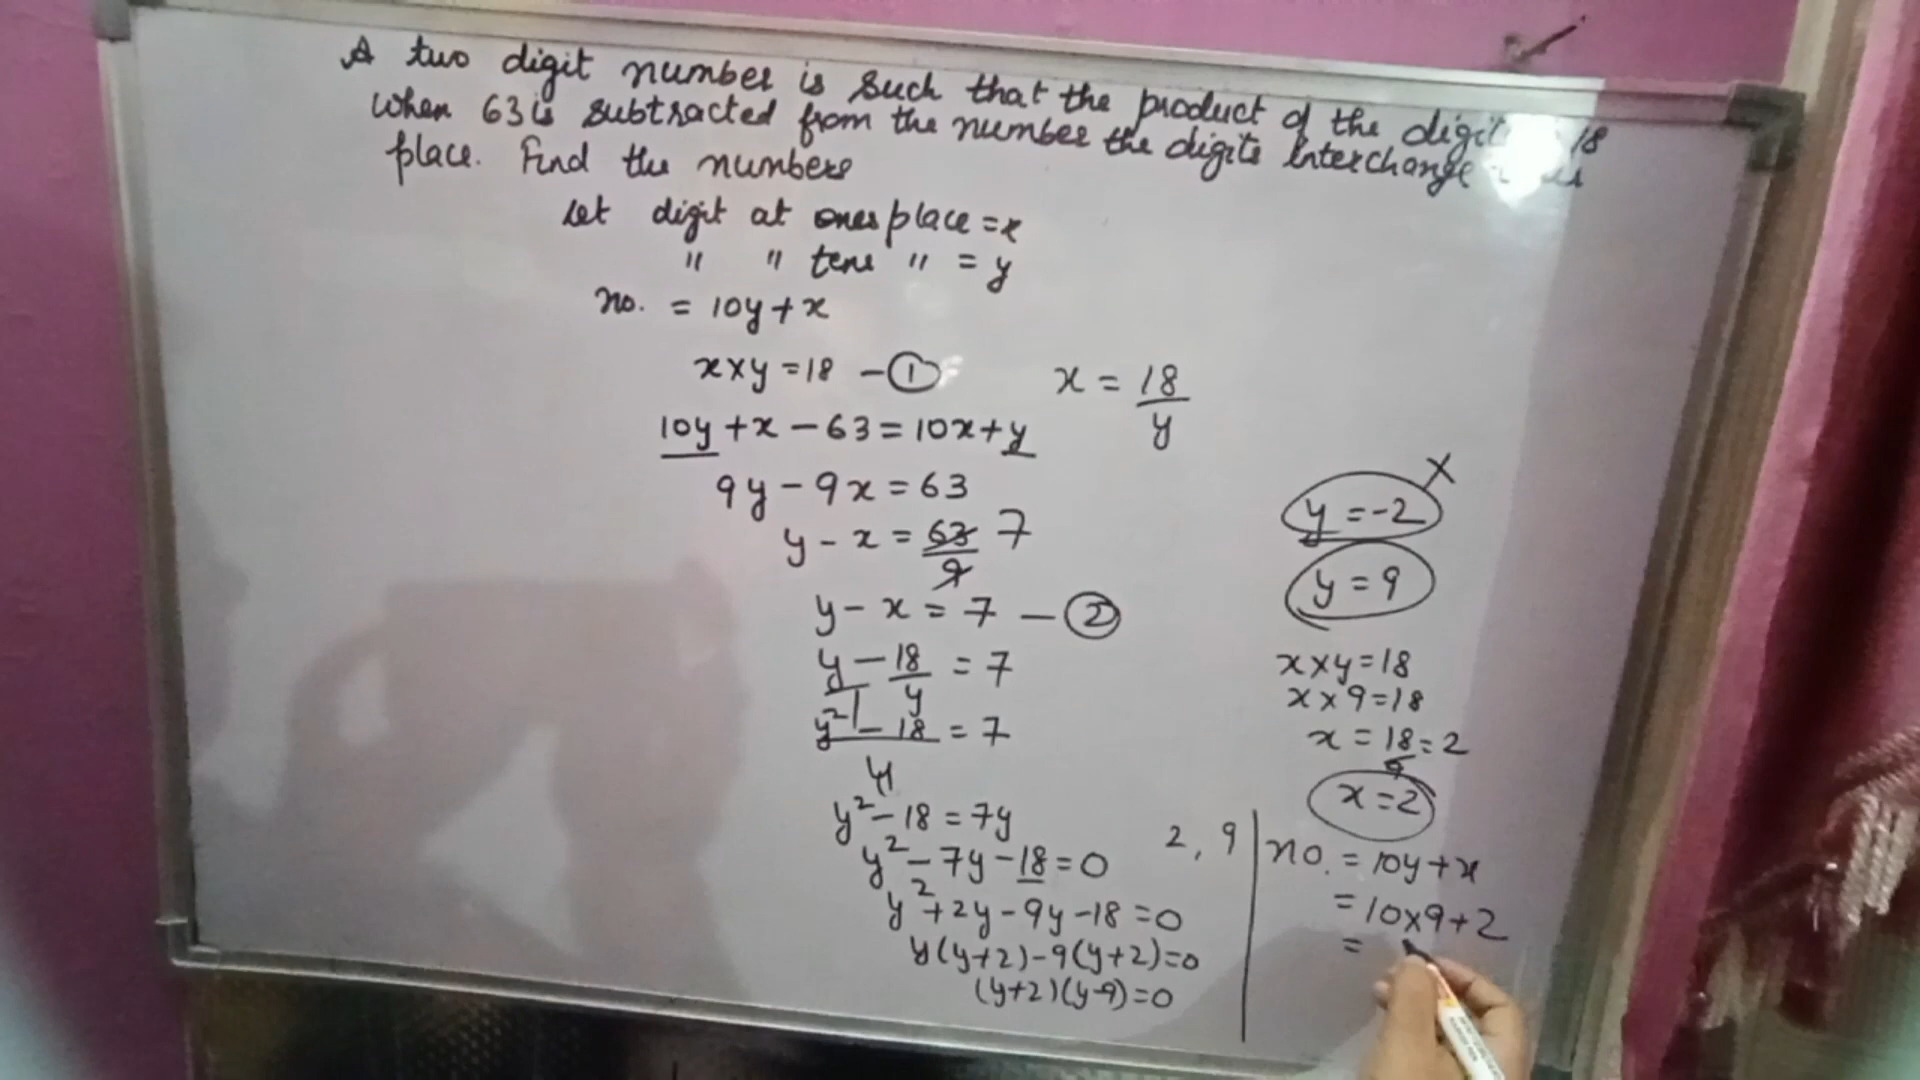 A two digit number is such that the product of the digit 18
when 63 is subtracted from the number the digits interchange
place. Find the numbers
Let digit at ones place = x
" " tens " = y
no. = 10y + x
x × y = 18 — ①
x = 18/y
10y + x - 63 = 10x + y
9y - 9x = 63
y - x = 63/9 7
y - x = 7 — ②
y/1 - 18/y = 7
y² - 18/y = 7
y² - 18 = 7y
y² - 7y - 18 = 0
y² + 2y - 9y - 18 = 0
y(y+2) - 9(y+2) = 0
(y+2)(y-9) = 0
y = -2 ×
y = 9
x × y = 18
x × 9 = 18
x = 18/9 = 2
x = 2
2, 9
no. = 10y + x
= 10×9+2
=